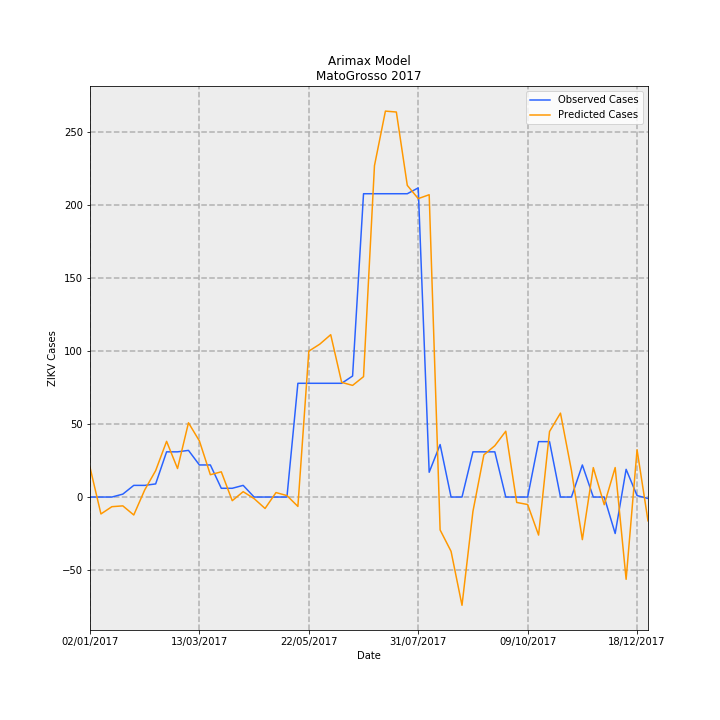 Arimax Model
MatoGrosso 2017
Observed Cases
Predicted Cases
250
200
150
100
50
0
−50
ZIKV Cases
02/01/2017
13/03/2017
22/05/2017
31/07/2017
09/10/2017
18/12/2017
Date